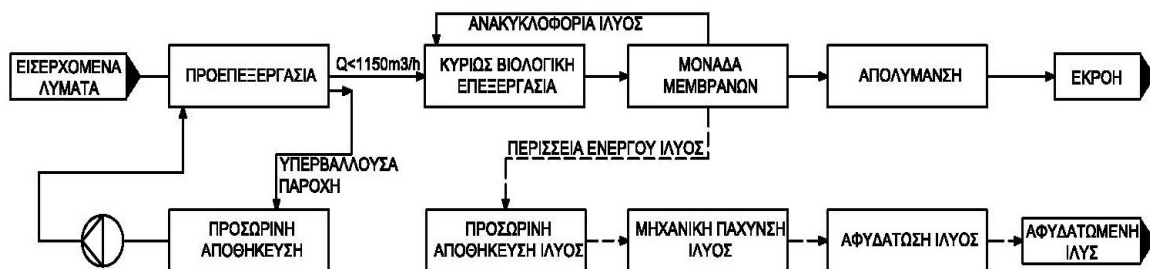 ΑΝΑΚΥΚΛΟΦΟΡΙΑ ΙΛΥΟΣ
ΕΙΣΕΡΧΟΜΕΝΑ
ΛΥΜΑΤΑ
ΠΡΟΕΠΕΞΕΡΓΑΣΙΑ
Q<1150m3/h
ΚΥΡΙΩΣ ΒΙΟΛΟΓΙΚΗ
ΕΠΕΞΕΡΓΑΣΙΑ
ΜΟΝΑΔΑ
ΜΕΜΒΡΑΝΩΝ
ΑΠΟΛΥΜΑΝΣΗ
ΕΚΡΟΗ
ΥΠΕΡΒΑΛΛΟΥΣΑ
ΠΑΡΟΧΗ
ΠΕΡΙΣΣΕΙΑ ΕΝΕΡΓΟΥ ΙΛΥΟΣ
ΠΡΟΣΩΡΙΝΗ
ΑΠΟΘΗΚΕΥΣΗ
ΠΡΟΣΩΡΙΝΗ
ΑΠΟΘΗΚΕΥΣΗ ΙΛΥΟΣ
ΜΗΧΑΝΙΚΗ ΠΑΧΥΝΣΗ
ΙΛΥΟΣ
ΑΦΥΔΑΤΩΣΗ ΙΛΥΟΣ
ΑΦΥΔΑΤΩΜΕΝΗ
ΙΛΥΣ